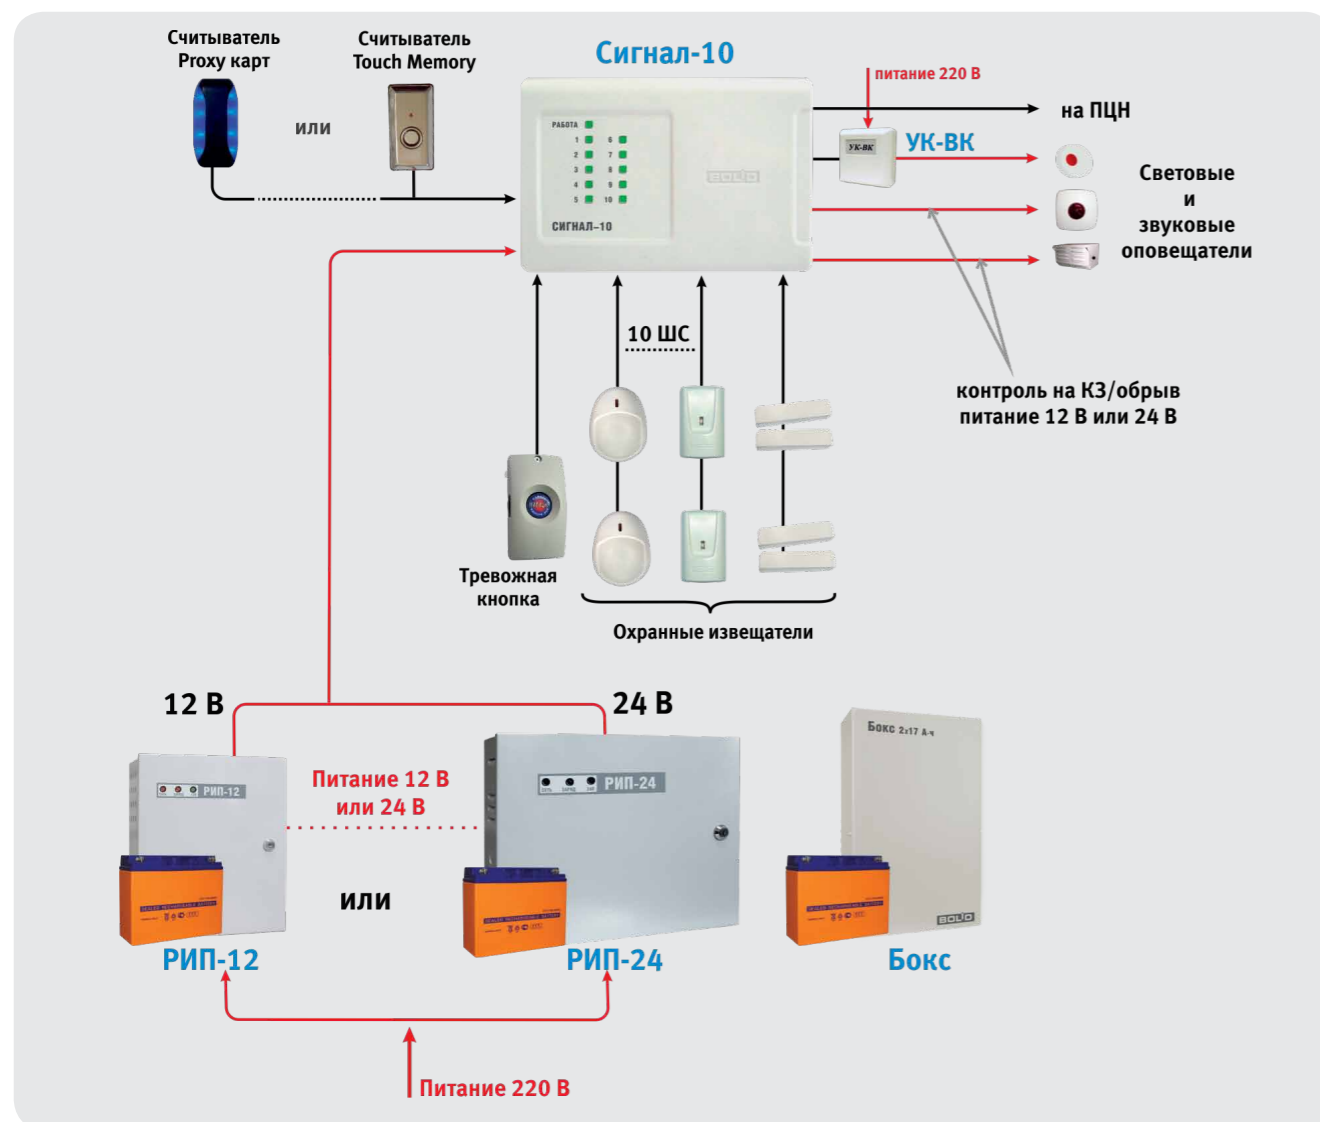 Считыватель
Proxy карт
или
Считыватель
Touch Memory
Сигнал-10
РАБОТА
1 6
2 7
3 8
4 9
5 10
СИГНАЛ-10
BOLID
питание 220 В
УК-ВК
УК-ВК
на ПЦН
Световые
и
звуковые
оповещатели
контроль на КЗ/обрыв
питание 12 В или 24 В
10 ШС
Тревожная
кнопка
Охранные извещатели
12 В
24 В
Питание 12 В
или 24 В
РИП-12
или
РИП-24
Бокс 2х17 А-ч
BOLID
РИП-12
РИП-24
Бокс
Питание 220 В